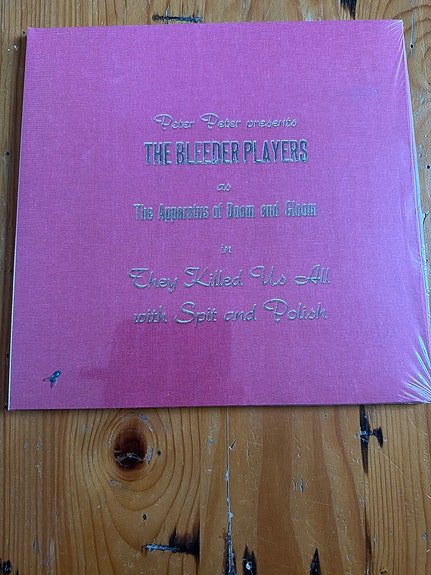 Peter Peter presents
THE BLEEDER PLAYERS
as
The Apparatus of Doom and Gloom
in
They Killed Us All
with Spit and Polish